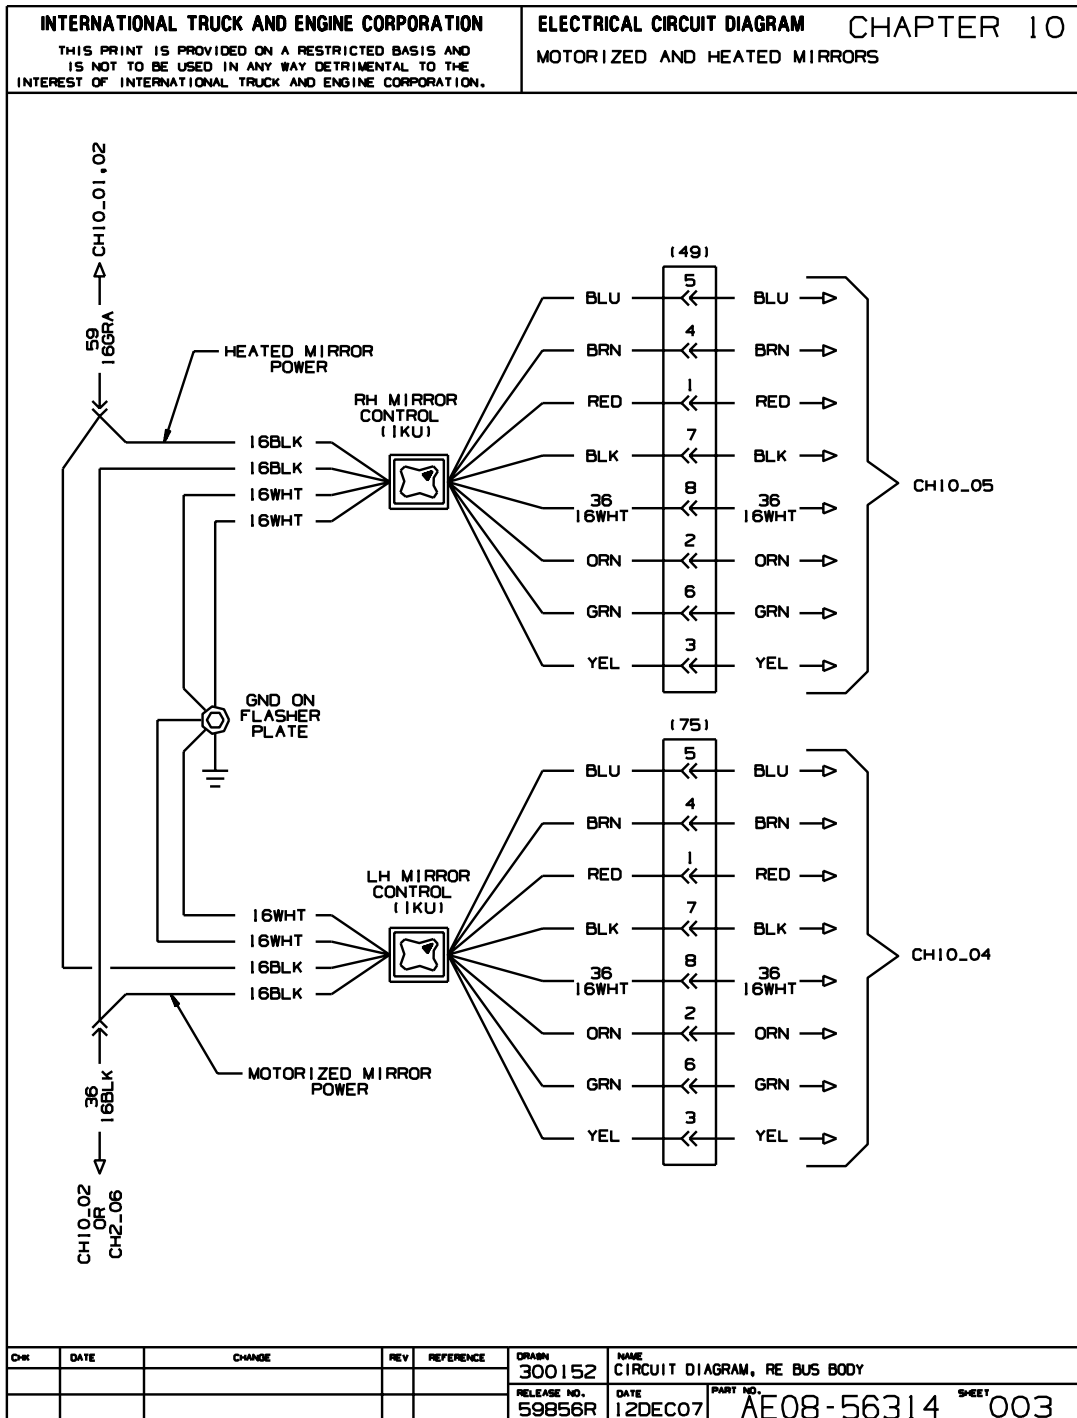 INTERNATIONAL TRUCK AND ENGINE CORPORATION
THIS PRINT IS PROVIDED ON A RESTRICTED BASIS AND
IS NOT TO BE USED IN ANY WAY DETRIMENTAL TO THE
INTEREST OF INTERNATIONAL TRUCK AND ENGINE CORPORATION.
ELECTRICAL CIRCUIT DIAGRAM CHAPTER 10
MOTORIZED AND HEATED MIRRORS
CH10_01,02
59
16GRA
HEATED MIRROR
POWER
RH MIRROR
CONTROL
(1KU)
16BLK
16BLK
16WHT
16WHT
(49)
BLU 5 BLU
BRN 4 BRN
RED 1 RED
BLK 7 BLK
36 8 36
16WHT 16WHT
ORN 2 ORN
GRN 6 GRN
YEL 3 YEL
CH10_05
GND ON
FLASHER
PLATE
LH MIRROR
CONTROL
(1KU)
16WHT
16WHT
16BLK
16BLK
(75)
BLU 5 BLU
BRN 4 BRN
RED 1 RED
BLK 7 BLK
36 8 36
16WHT 16WHT
ORN 2 ORN
GRN 6 GRN
YEL 3 YEL
CH10_04
MOTORIZED MIRROR
POWER
36
16BLK
CH10_02
OR
CH2_06
CHK DATE CHANGE REV REFERENCE
DRAWN
300152
NAME
CIRCUIT DIAGRAM, RE BUS BODY
RELEASE NO.
59856R
DATE
12DEC07
PART NO.
AE08-56314
SHEET
003